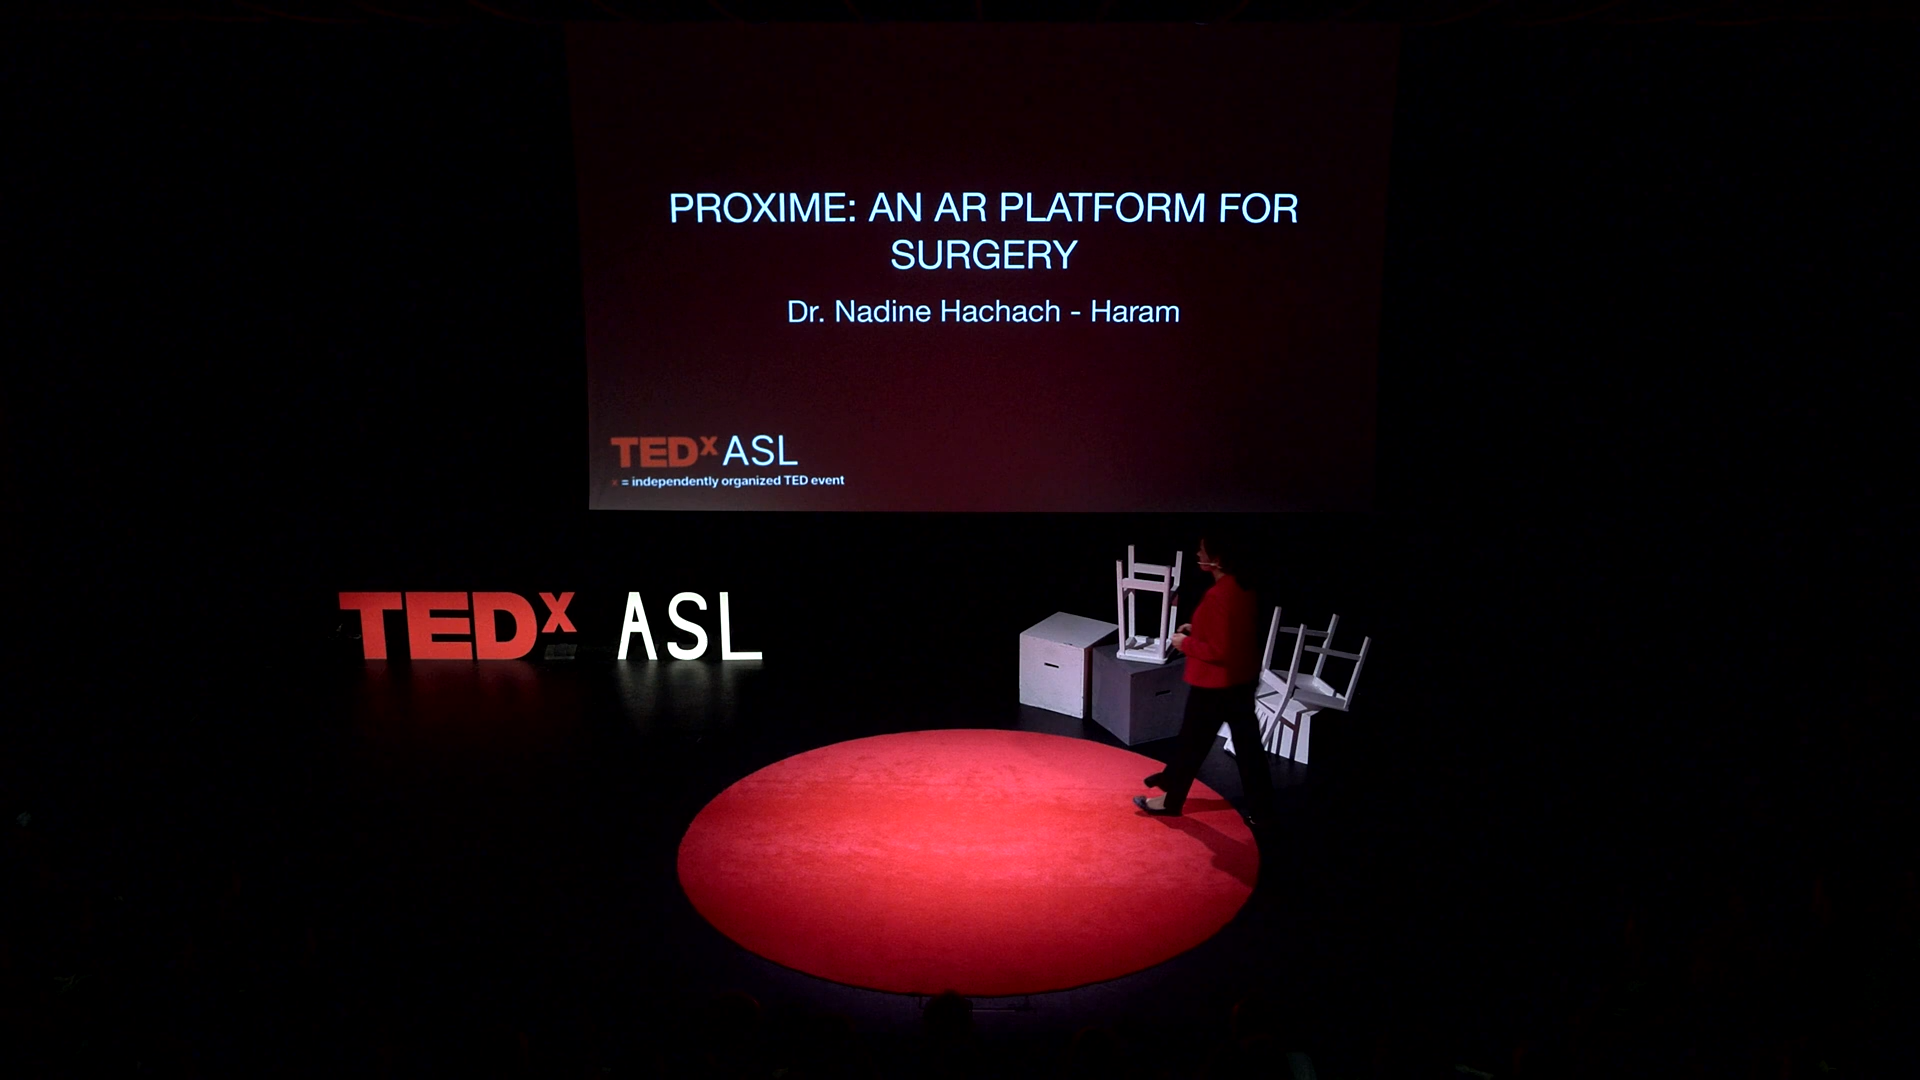 PROXIME: AN AR PLATFORM FOR
SURGERY
Dr. Nadine Hachach - Haram
TEDx ASL
x = independently organized TED event
TEDx ASL